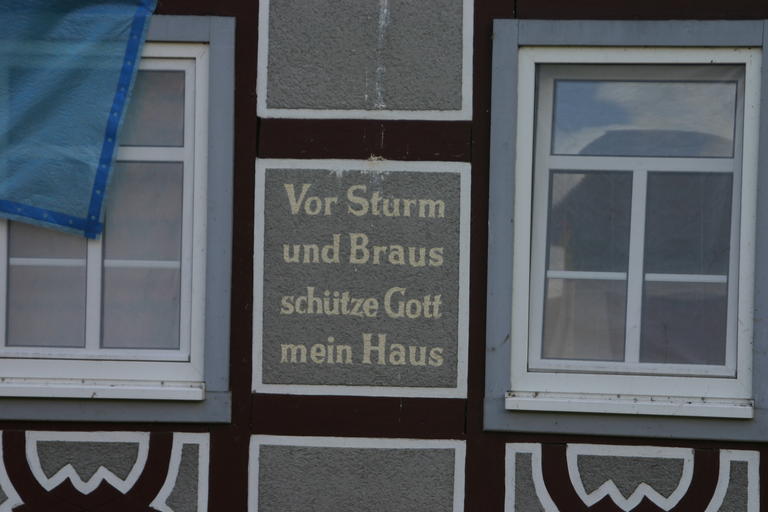 Vor Sturm
und Braus
schütze Gott
mein Haus